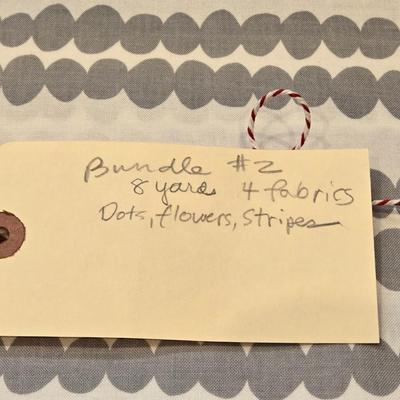 Bundle #2
8 yards 4 fabrics
Dots, flowers, stripes